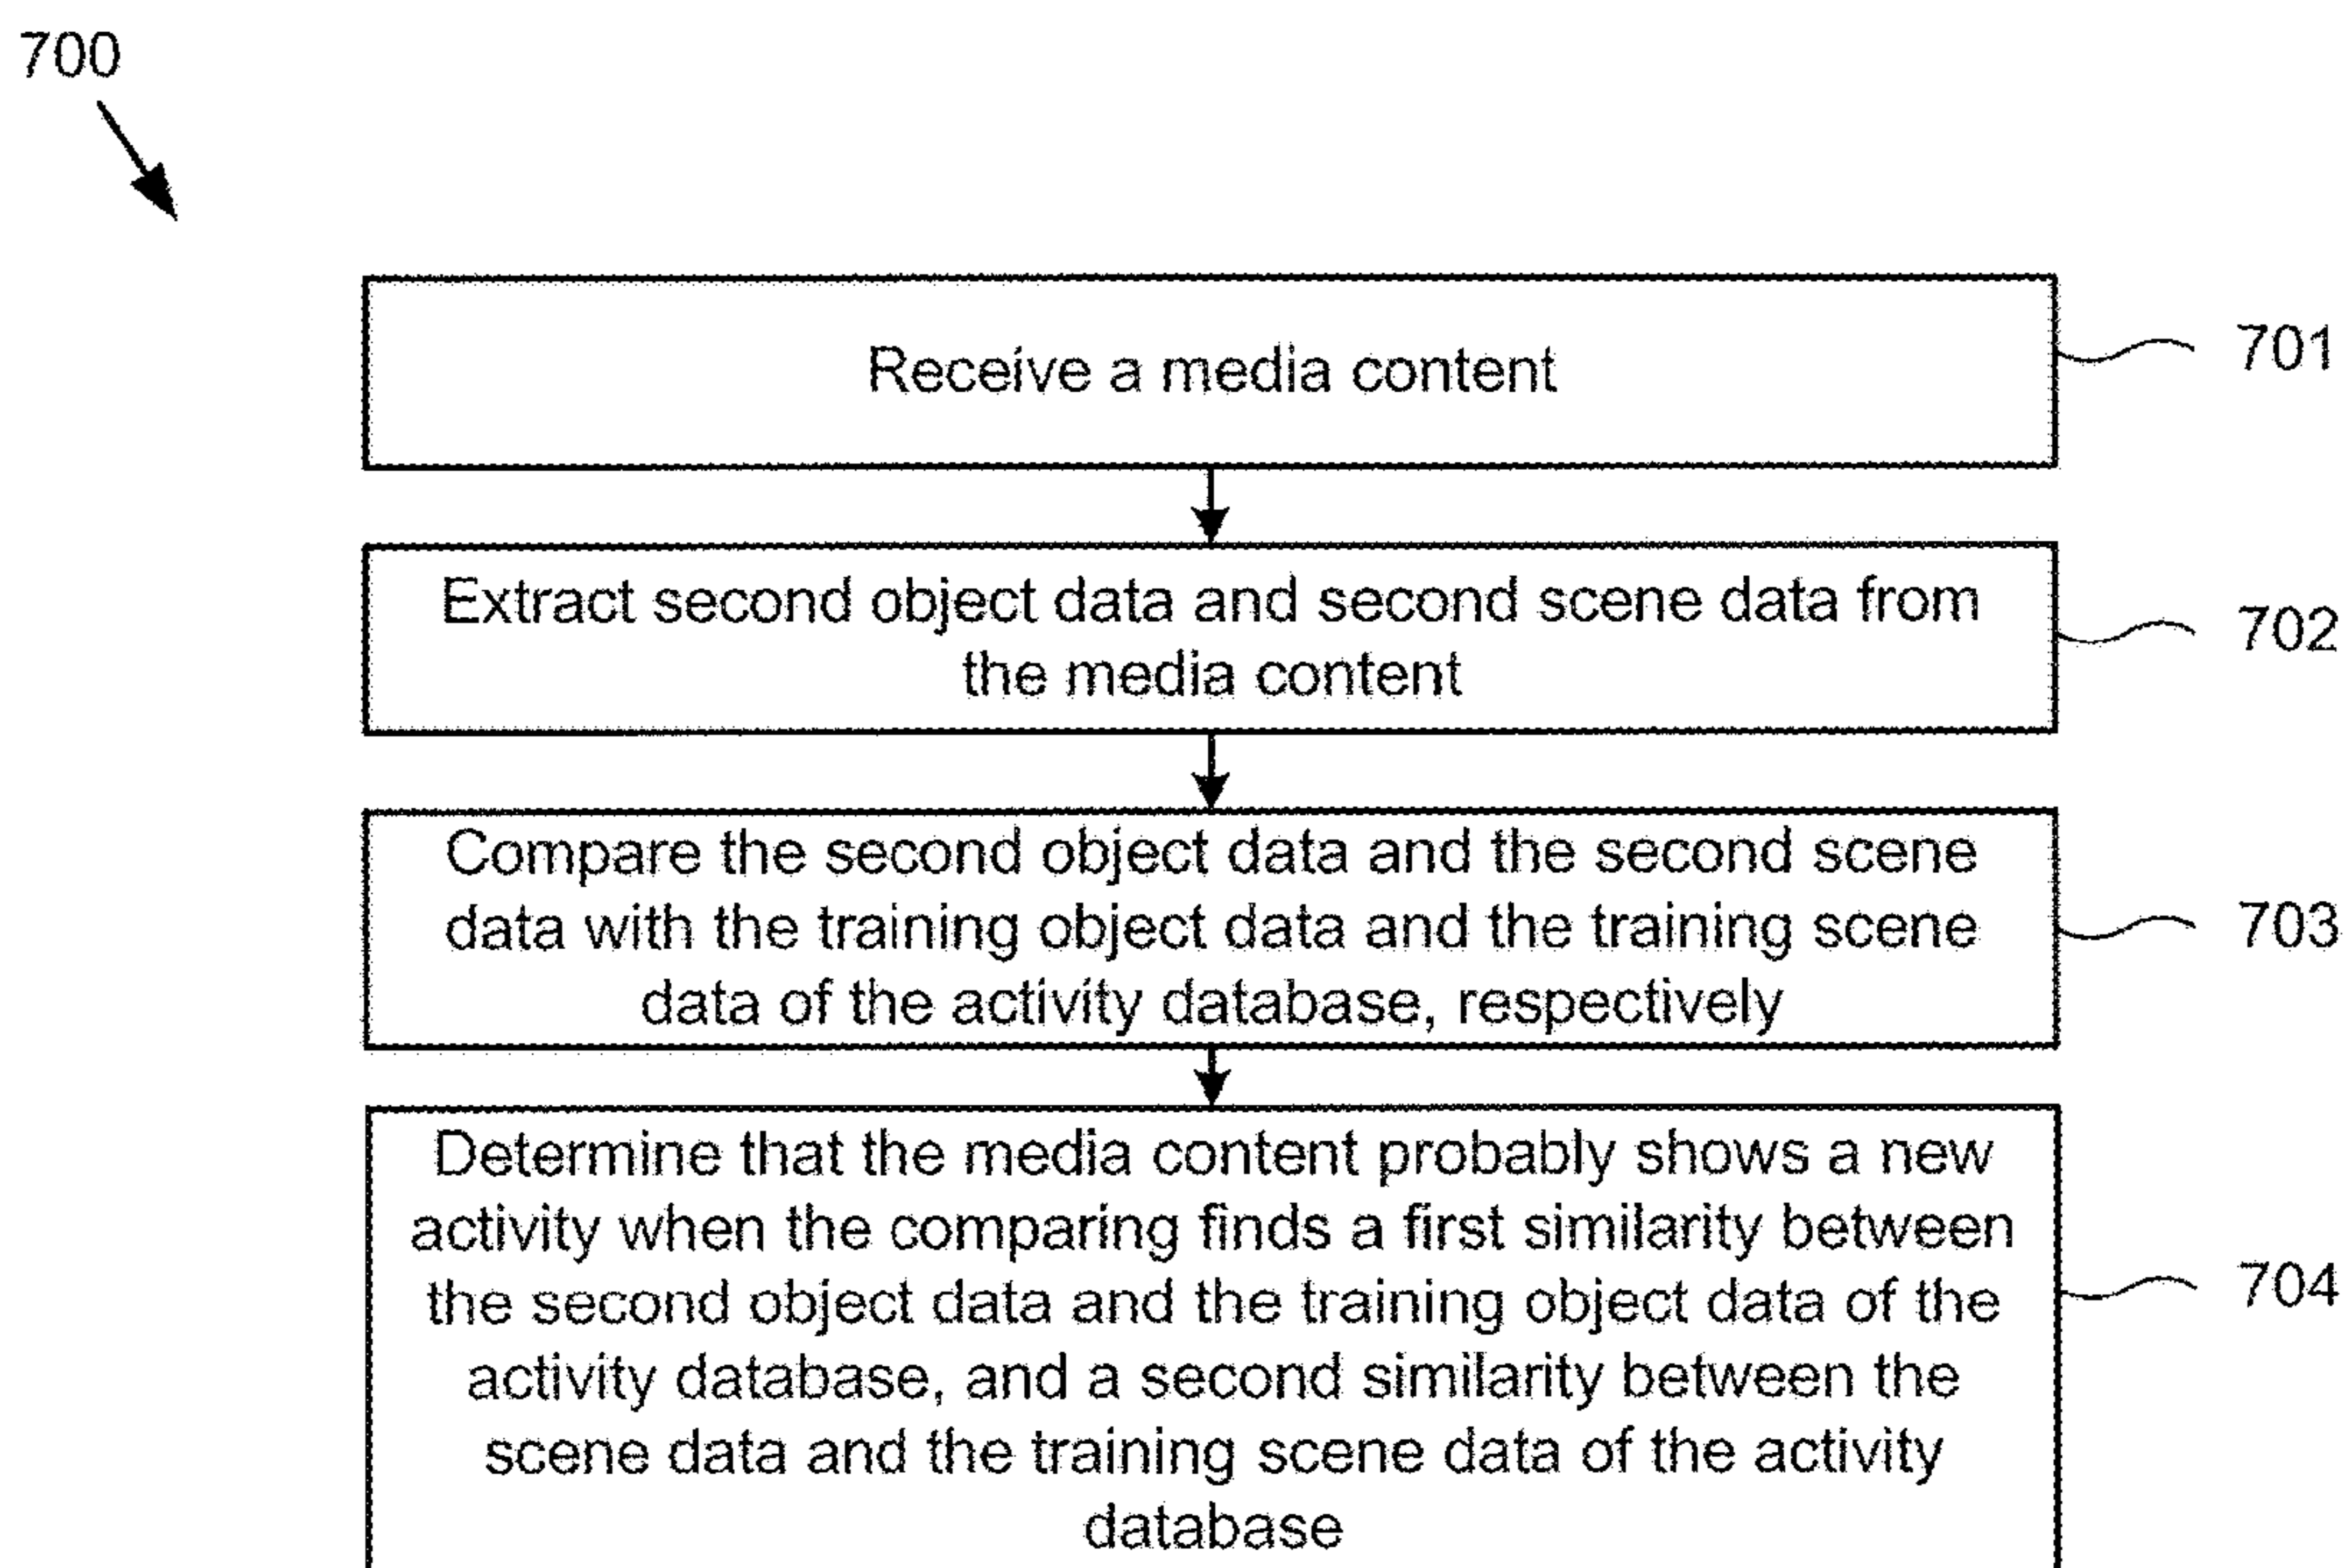 700
Receive a media content
701
Extract second object data and second scene data from
the media content
702
Compare the second object data and the second scene
data with the training object data and the training scene
data of the activity database, respectively
703
Determine that the media content probably shows a new
activity when the comparing finds a first similarity between
the second object data and the training object data of the
activity database, and a second similarity between the
scene data and the training scene data of the activity
database
704